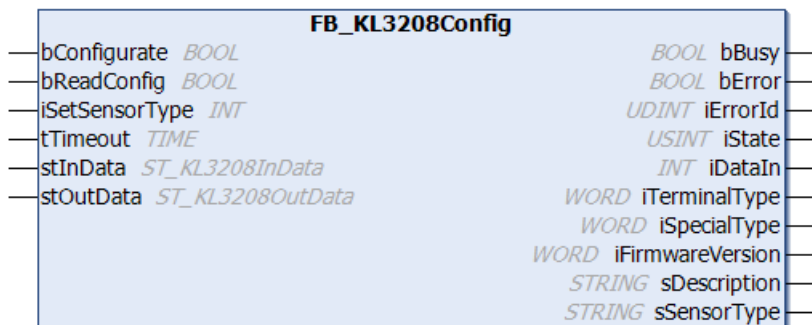 FB_KL3208Config
bConfigurate BOOL BOOL bBusy
bReadConfig BOOL BOOL bError
iSetSensorType INT UDINT iErrorId
tTimeout TIME USINT iState
stInData ST_KL3208InData INT iDataIn
stOutData ST_KL3208OutData WORD iTerminalType
WORD iSpecialType
WORD iFirmwareVersion
STRING sDescription
STRING sSensorType